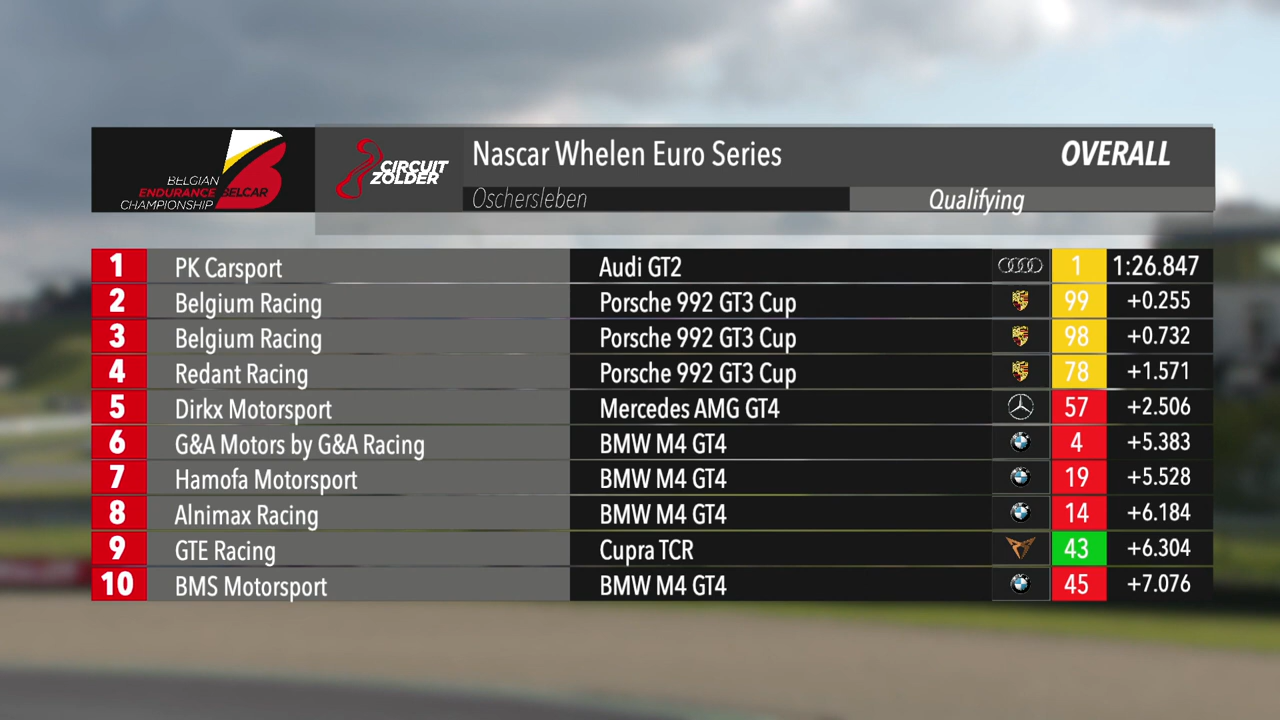 BELGIAN
ENDURANCE BELCAR
CHAMPIONSHIP
CIRCUIT
ZOLDER
Nascar Whelen Euro Series OVERALL
Oschersleben Qualifying
1 PK Carsport Audi GT2 1 1:26.847
2 Belgium Racing Porsche 992 GT3 Cup 99 +0.255
3 Belgium Racing Porsche 992 GT3 Cup 98 +0.732
4 Redant Racing Porsche 992 GT3 Cup 78 +1.571
5 Dirkx Motorsport Mercedes AMG GT4 57 +2.506
6 G&A Motors by G&A Racing BMW M4 GT4 4 +5.383
7 Hamofa Motorsport BMW M4 GT4 19 +5.528
8 Alnimax Racing BMW M4 GT4 14 +6.184
9 GTE Racing Cupra TCR 43 +6.304
10 BMS Motorsport BMW M4 GT4 45 +7.076